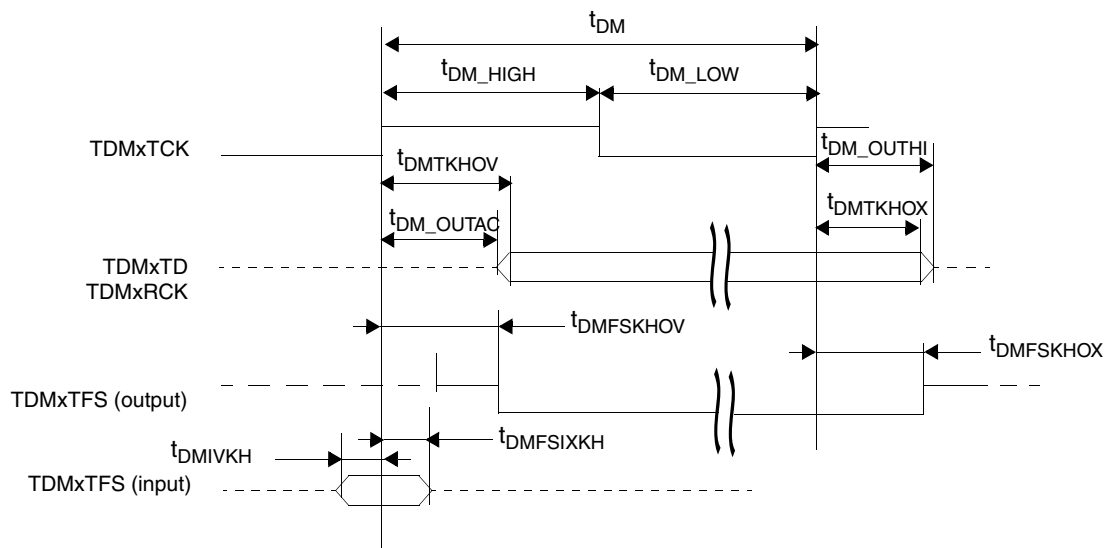 tDM
tDM_HIGH
tDM_LOW
TDMxTCK
tDM_OUTHI
tDMTKHOV
tDMTKHOX
tDM_OUTAC
TDMxTD
TDMxRCK
tDMFSKHOV
tDMFSKHOX
TDMxTFS (output)
tDMIVKH
tDMFSIXKH
TDMxTFS (input)